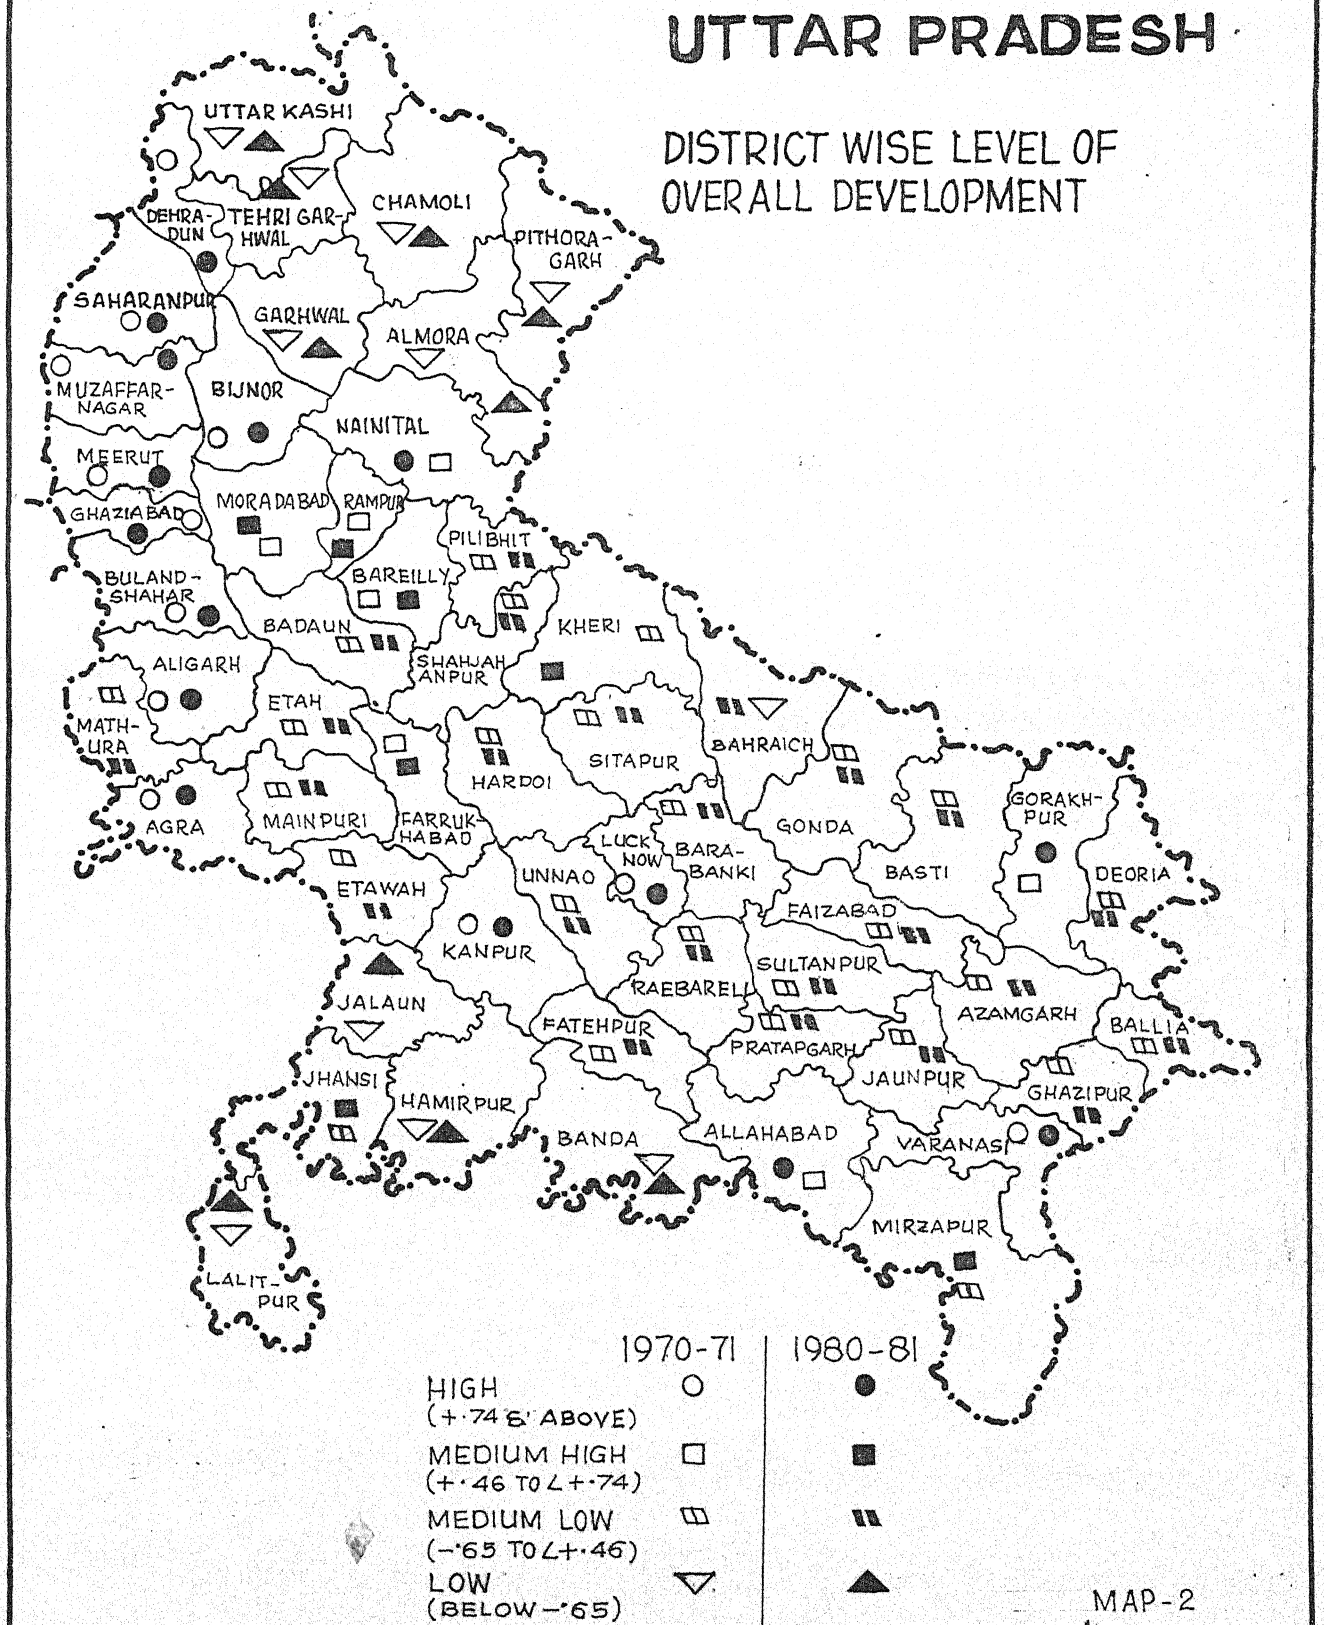 UTTAR PRADESH
DISTRICT WISE LEVEL OF
OVERALL DEVELOPMENT
UTTAR KASHI
DEHRA-
DUN
TEHRI GAR-
HWAL
CHAMOLI
PITHORA-
GARH
SAHARANPUR
GARHWAL
ALMORA
MUZAFFAR-
NAGAR
BIJNOR
NAINITAL
MEERUT
GHAZIABAD
MORADABAD
RAMPUR
PILIBHIT
BULAND-
SHAHAR
BAREILLY
BADAUN
KHERI
ALIGARH
SHAHJAH
ANPUR
ETAH
MATH-
URA
HARDOI
SITAPUR
BAHRAICH
AGRA
MAINPURI
FARRUK-
HABAD
LUCK
NOW
BARA-
BANKI
GONDA
GORAKH-
PUR
ETAWAH
UNNAO
BASTI
DEORIA
KANPUR
FAIZABAD
SULTANPUR
RAEBARELI
JALAUN
FATEHPUR
PRATAPGARH
AZAMGARH
BALLIA
JHANSI
HAMIRPUR
JAUNPUR
GHAZIPUR
BANDA
ALLAHABAD
VARANASI
MIRZAPUR
LALIT-
PUR
1970-71 1980-81
HIGH
(+.74 & ABOVE)
MEDIUM HIGH
(+.46 TO ∠+.74)
MEDIUM LOW
(-.65 TO ∠+.46)
LOW
(BELOW -.65)
MAP-2